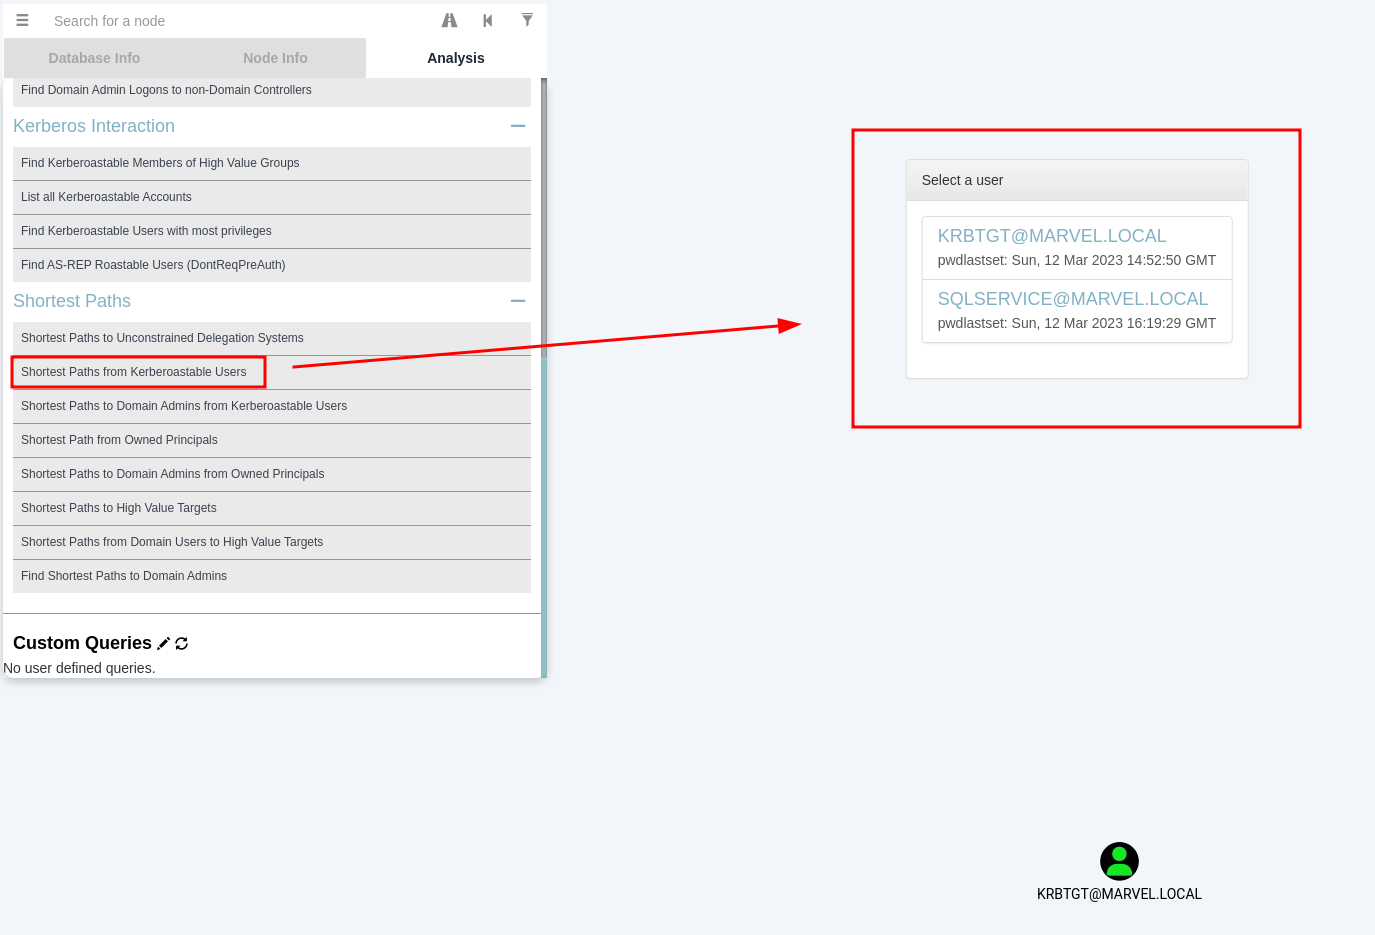 Search for a node
Database Info Node Info Analysis
Find Domain Admin Logons to non-Domain Controllers
Kerberos Interaction
Find Kerberoastable Members of High Value Groups
List all Kerberoastable Accounts
Find Kerberoastable Users with most privileges
Find AS-REP Roastable Users (DontReqPreAuth)
Shortest Paths
Shortest Paths to Unconstrained Delegation Systems
Shortest Paths from Kerberoastable Users
Shortest Paths to Domain Admins from Kerberoastable Users
Shortest Path from Owned Principals
Shortest Paths to Domain Admins from Owned Principals
Shortest Paths to High Value Targets
Shortest Paths from Domain Users to High Value Targets
Find Shortest Paths to Domain Admins
Custom Queries
No user defined queries.
Select a user
KRBTGT@MARVEL.LOCAL
pwdlastset: Sun, 12 Mar 2023 14:52:50 GMT
SQLSERVICE@MARVEL.LOCAL
pwdlastset: Sun, 12 Mar 2023 16:19:29 GMT
KRBTGT@MARVEL.LOCAL